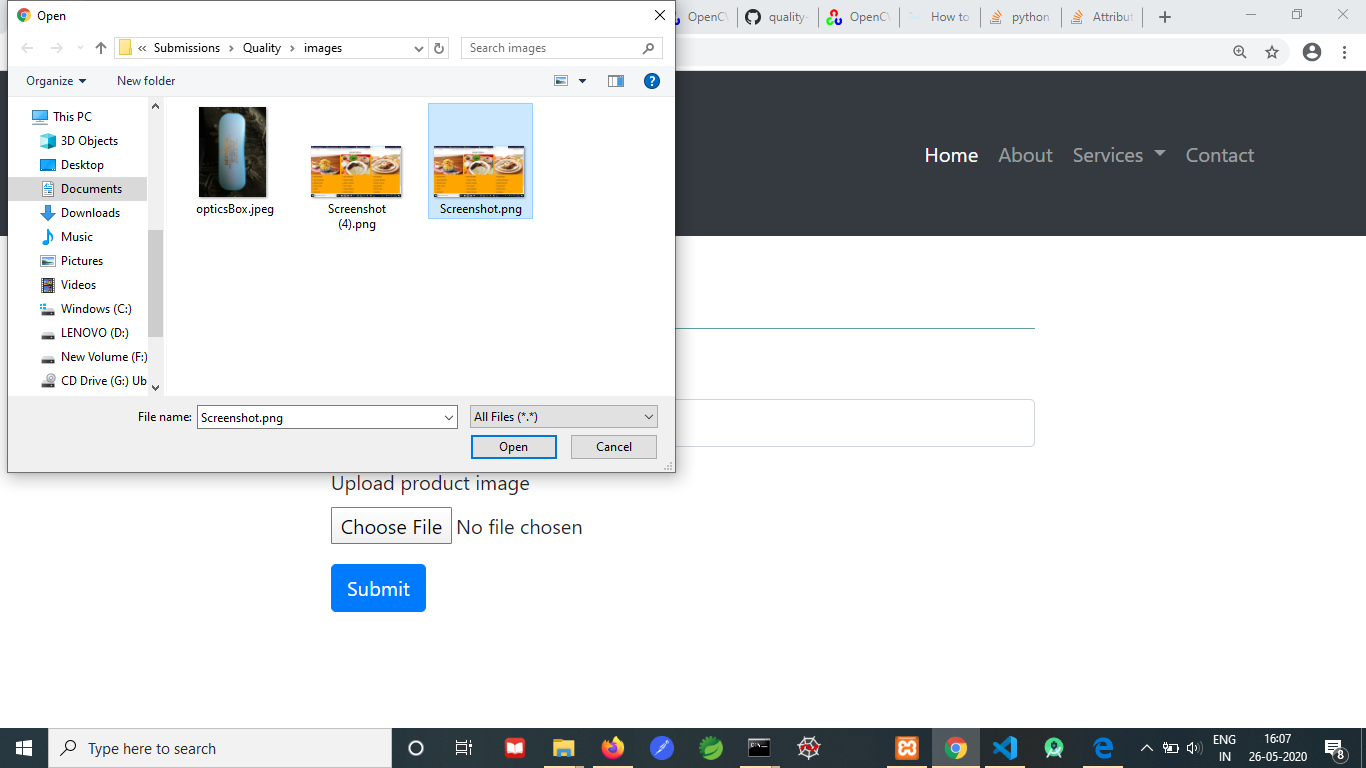 Open
OpenCV
quality-
OpenCV
How to
python
Attribut
« Submissions > Quality > images
Search images
Organize
New folder
Home
About
Services
Contact
This PC
3D Objects
Desktop
Documents
Downloads
Music
Pictures
Videos
Windows (C:)
LENOVO (D:)
New Volume (F:)
CD Drive (G:) Ub
opticsBox.jpeg
Screenshot
(4).png
Screenshot.png
File name:
Screenshot.png
All Files (*.*)
Open
Cancel
Upload product image
Choose File
No file chosen
Submit
Type here to search
ENG
IN
16:07
26-05-2020
8